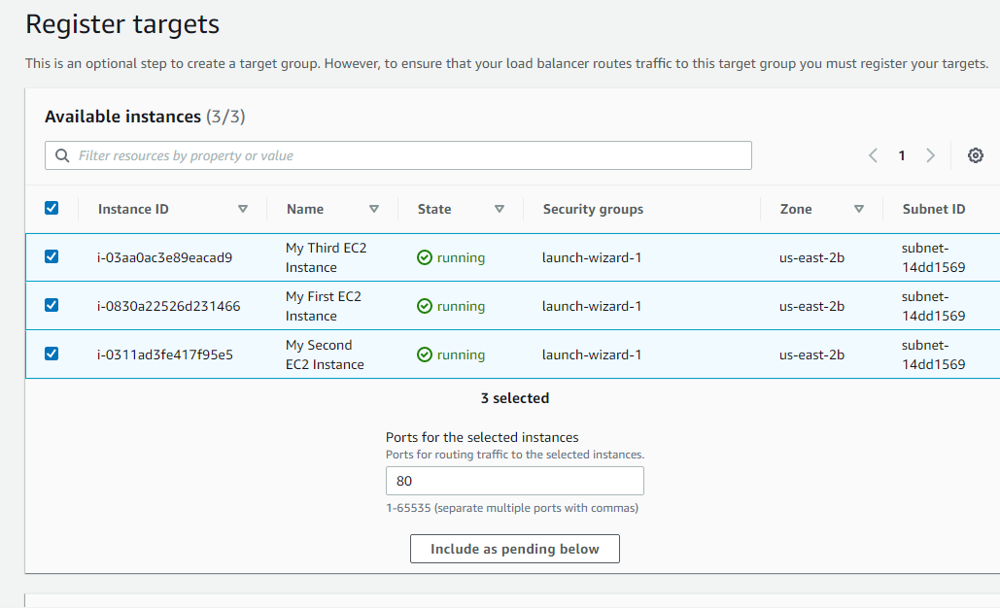 Register targets
This is an optional step to create a target group. However, to ensure that your load balancer routes traffic to this target group you must register your targets.
Available instances (3/3)
Filter resources by property or value
1
Instance ID Name State Security groups Zone Subnet ID
i-03aa0ac3e89eacad9 My Third EC2 Instance running launch-wizard-1 us-east-2b subnet-14dd1569
i-0830a22526d231466 My First EC2 Instance running launch-wizard-1 us-east-2b subnet-14dd1569
i-0311ad3fe417f95e5 My Second EC2 Instance running launch-wizard-1 us-east-2b subnet-14dd1569
3 selected
Ports for the selected instances
Ports for routing traffic to the selected instances.
80
1-65535 (separate multiple ports with commas)
Include as pending below